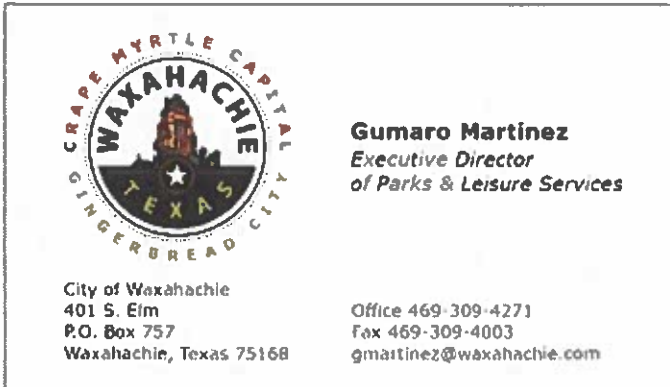 CRAPE MYRTLE CAPITAL
WAXAHACHIE
TEXAS
GINGERBREAD CITY
Gumaro Martinez
Executive Director
of Parks & Leisure Services
City of Waxahachie
401 S. Elm
P.O. Box 757
Waxahachie, Texas 75168
Office 469-309-4271
Fax 469-309-4003
gmartinez@waxahachie.com